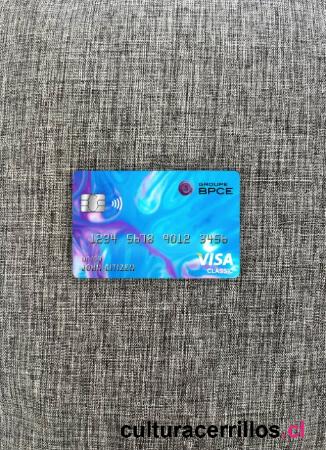 GROUPE
BPCE
1234 5678 9012 3456
JOHN CITIZEN
VISA
CLASSIC
culturacerrillos.cl